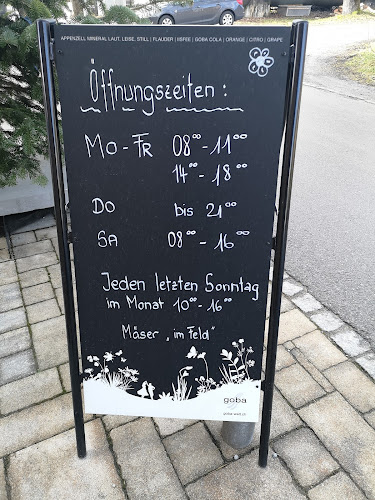 APPENZELL MINERAL LAUT, LEISE, STILL | FLAUDER | ISFEE | GOBA COLA | ORANGE | CITRO | GRAPE
Öffnungszeiten :
Mo - FR 08⁰⁰ - 11⁰⁰
14⁰⁰ - 18⁰⁰
DO bis 21⁰⁰
SA 08⁰⁰ - 16⁰⁰
Jeden letzten Sonntag
im Monat 10⁰⁰ - 16⁰⁰
Mäser „im Feld"
goba